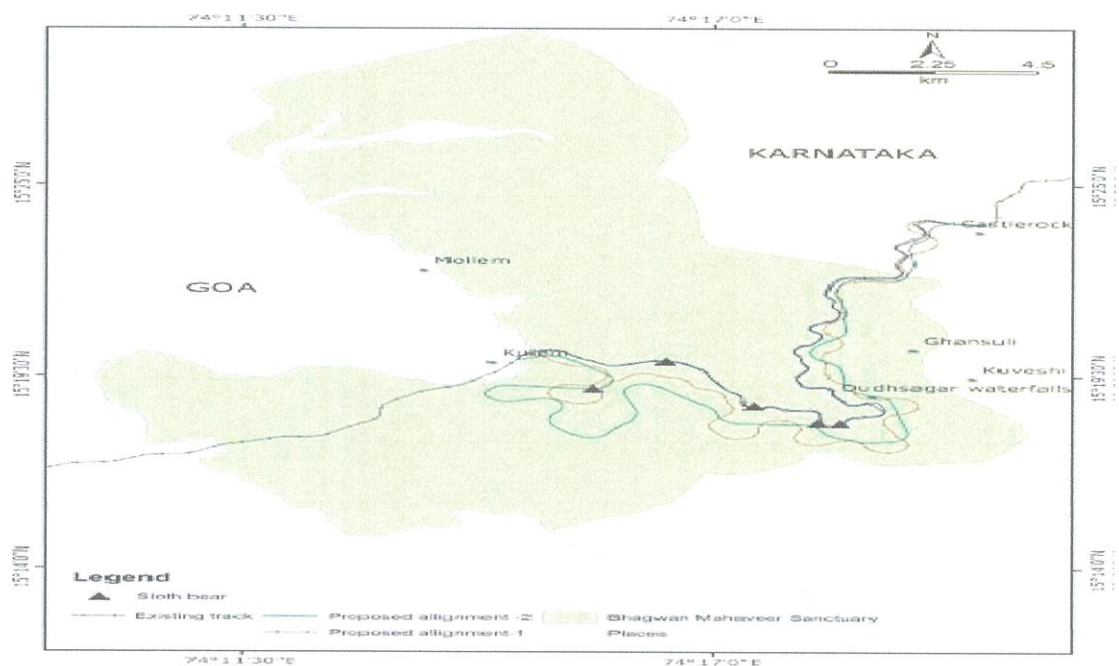 74°11'30"E 74°17'0"E
N
0 2.25 4.5
km
KARNATAKA
15°25'0"N 15°25'0"N
Castlerock
Mollem
GOA
Ghansuli
Kulem
Kuveshi
15°19'30"N 15°19'30"N
Dudhsagar waterfalls
15°14'0"N 15°14'0"N
Legend
Sloth bear
Existing track Proposed allignment -2 Bhagwan Mahaveer Sanctuary
Proposed allignment-1 Places
74°11'30"E 74°17'0"E